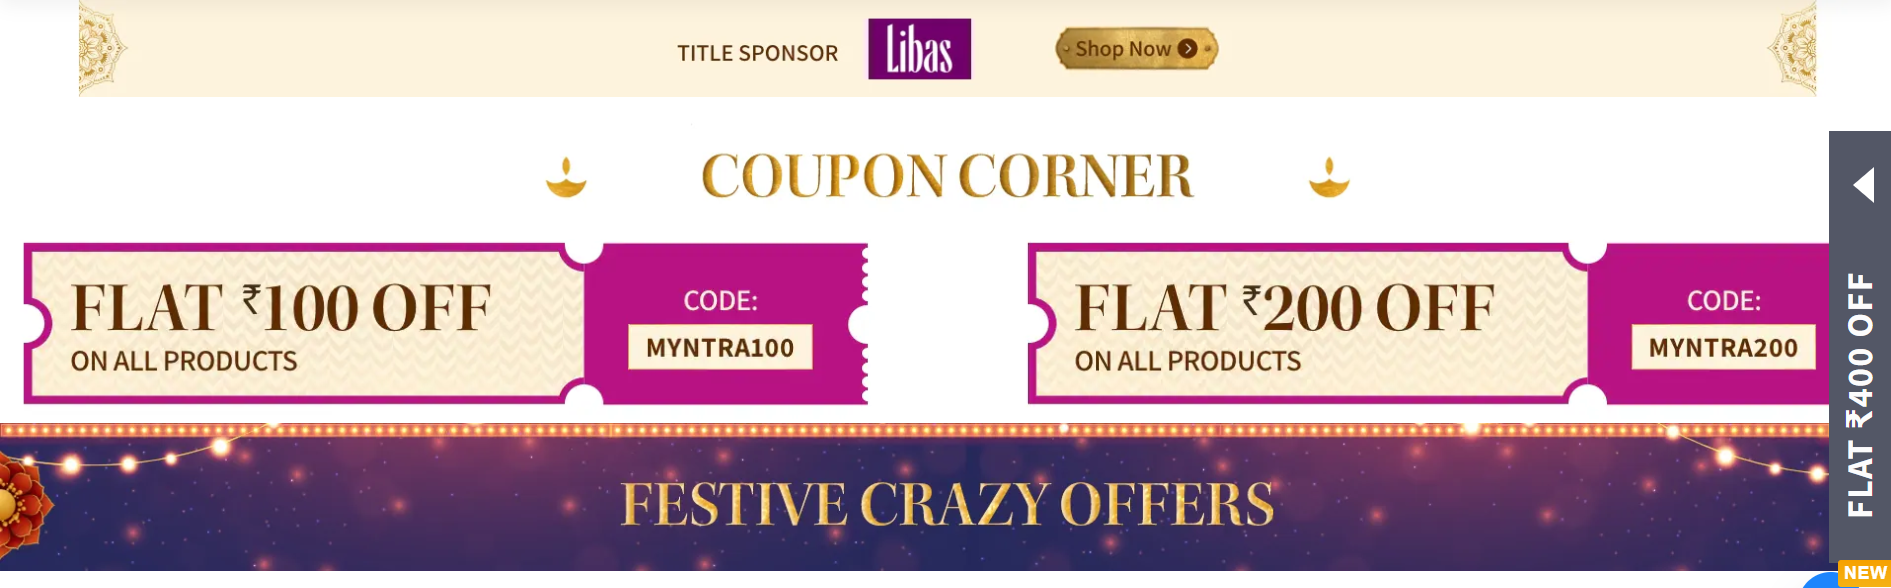 TITLE SPONSOR
Libas
Shop Now
COUPON CORNER
FLAT ₹100 OFF
ON ALL PRODUCTS
CODE:
MYNTRA100
FLAT ₹200 OFF
ON ALL PRODUCTS
CODE:
MYNTRA200
FLAT ₹400 OFF
FESTIVE CRAZY OFFERS
NEW